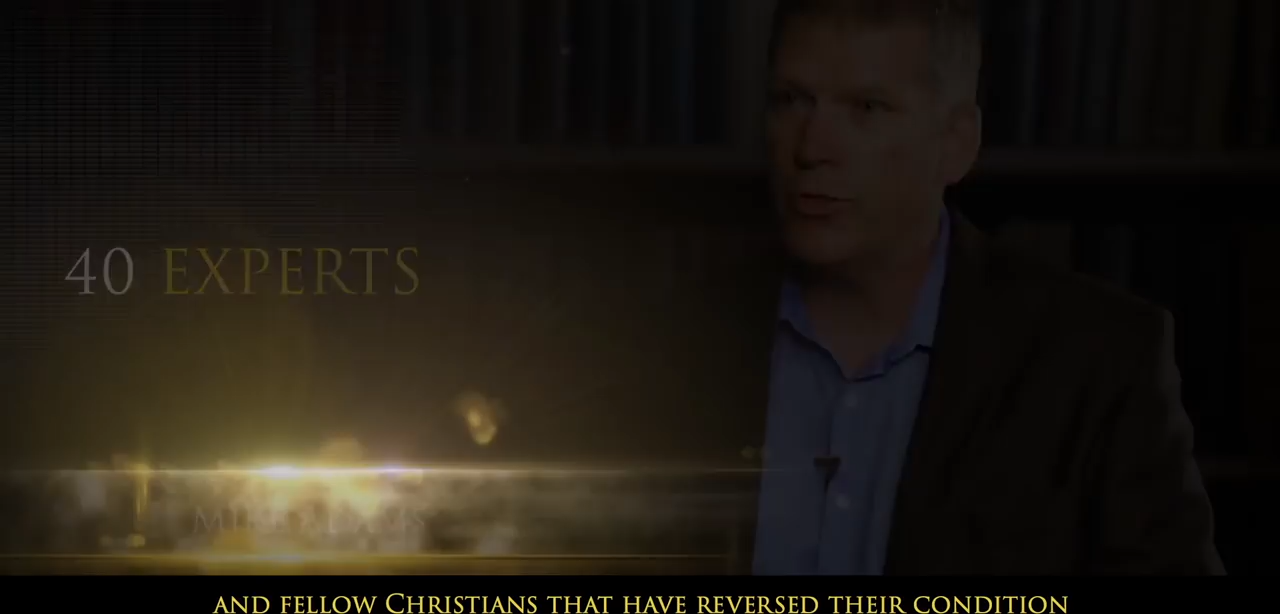 40 EXPERTS
AND FELLOW CHRISTIANS THAT HAVE REVERSED THEIR CONDITION